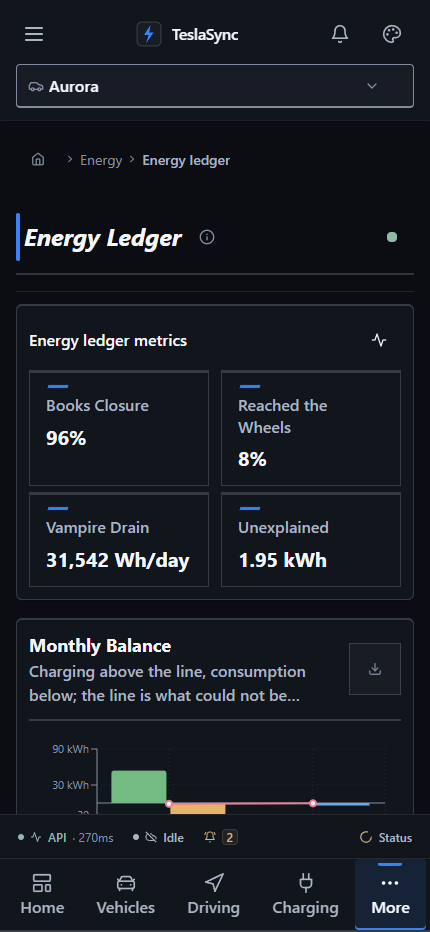 TeslaSync
Aurora
Energy
Energy ledger
Energy Ledger
Energy ledger metrics
Books Closure
96%
Reached the
Wheels
8%
Vampire Drain
31,542 Wh/day
Unexplained
1.95 kWh
Monthly Balance
Charging above the line, consumption
below; the line is what could not be...
90 kWh
30 kWh
API · 270ms
Idle
2
Status
Home
Vehicles
Driving
Charging
More